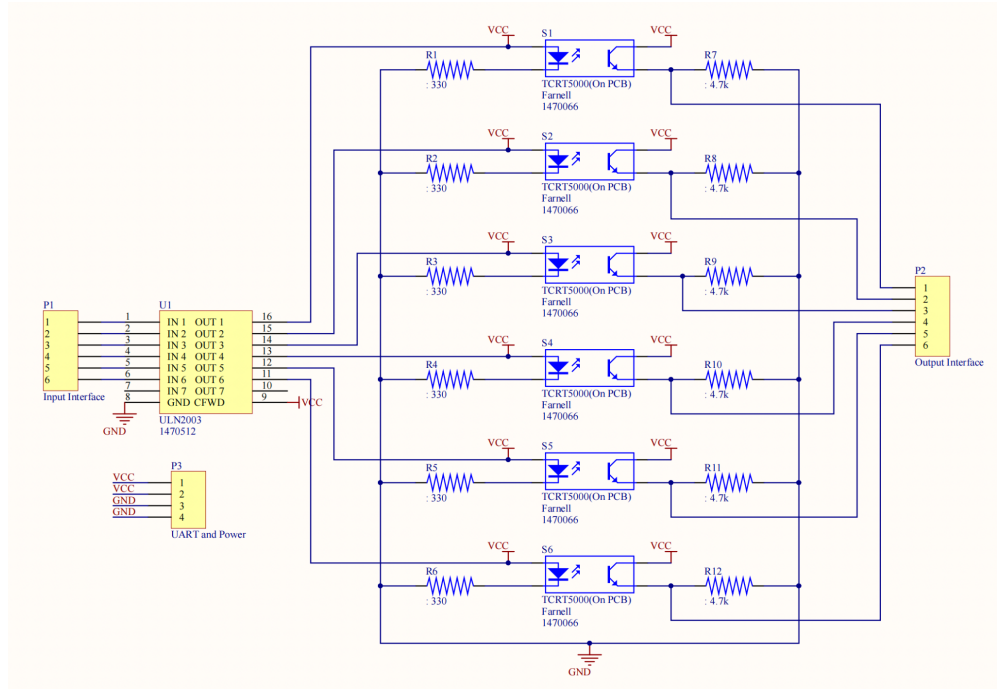 VCC
S1
VCC
R1
: 330
TCRT5000(On PCB)
Farnell
1470066
R7
: 4.7k
VCC
S2
VCC
R2
: 330
TCRT5000(On PCB)
Farnell
1470066
R8
: 4.7k
VCC
S3
VCC
R3
: 330
TCRT5000(On PCB)
Farnell
1470066
R9
: 4.7k
P2
1
2
3
4
5
6
Output Interface
P1
1
2
3
4
5
6
Input Interface
U1
1 IN 1 OUT 1 16
2 IN 2 OUT 2 15
3 IN 3 OUT 3 14
4 IN 4 OUT 4 13
5 IN 5 OUT 5 12
6 IN 6 OUT 6 11
7 IN 7 OUT 7 10
8 GND CFWD 9
VCC
GND
ULN2003
1470512
VCC
S4
VCC
R4
: 330
TCRT5000(On PCB)
Farnell
1470066
R10
: 4.7k
VCC
S5
VCC
R5
: 330
TCRT5000(On PCB)
Farnell
1470066
R11
: 4.7k
P3
VCC 1
VCC 2
GND 3
GND 4
UART and Power
VCC
S6
VCC
R6
: 330
TCRT5000(On PCB)
Farnell
1470066
R12
: 4.7k
GND